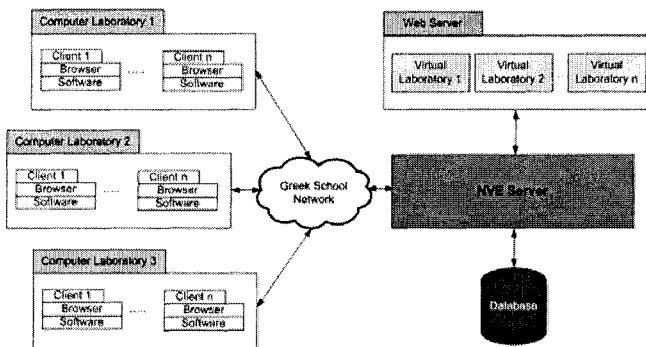 Computer Laboratory 1
Client 1
Browser
Software
.....
Client n
Browser
Software
Computer Laboratory 2
Client 1
Browser
Software
.....
Client n
Browser
Software
Computer Laboratory 3
Client 1
Browser
Software
.....
Client n
Browser
Software
Greek School
Network
Web Server
Virtual
Laboratory 1
Virtual
Laboratory 2
Virtual
Laboratory n
NVE Server
Database